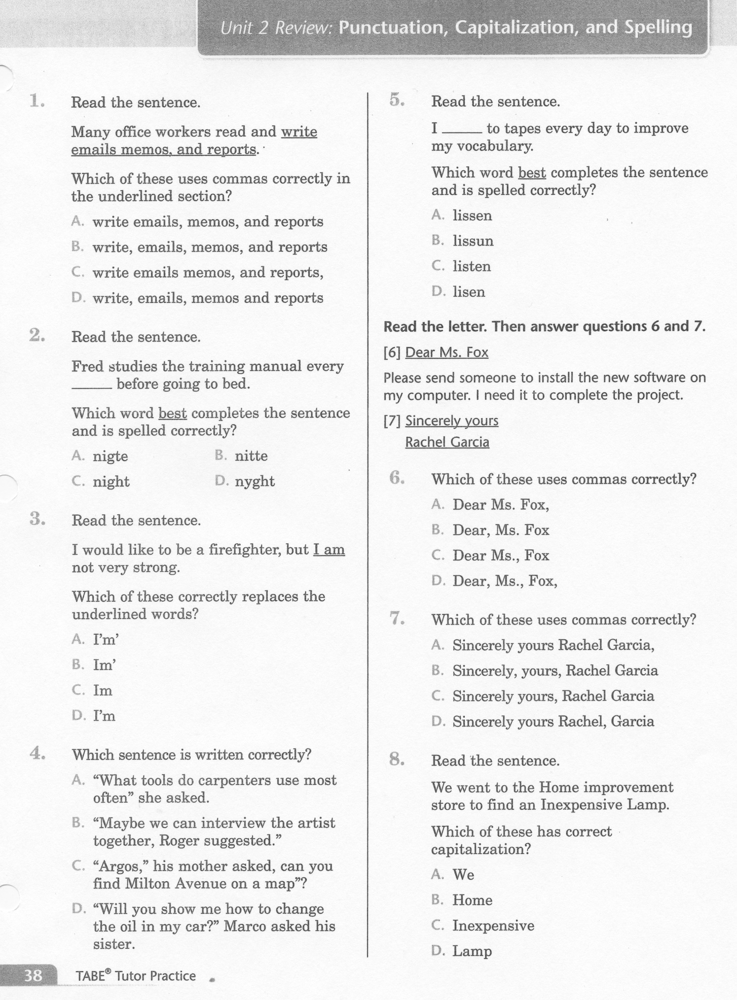 Unit 2 Review: Punctuation, Capitalization, and Spelling
1. Read the sentence.
Many office workers read and write
emails memos, and reports.
Which of these uses commas correctly in
the underlined section?
A. write emails, memos, and reports
B. write, emails, memos, and reports
C. write emails memos, and reports,
D. write, emails, memos and reports
2. Read the sentence.
Fred studies the training manual every
_____ before going to bed.
Which word best completes the sentence
and is spelled correctly?
A. nigte B. nitte
C. night D. nyght
3. Read the sentence.
I would like to be a firefighter, but I am
not very strong.
Which of these correctly replaces the
underlined words?
A. I’m’
B. Im’
C. Im
D. I’m
4. Which sentence is written correctly?
A. “What tools do carpenters use most
often” she asked.
B. “Maybe we can interview the artist
together, Roger suggested.”
C. “Argos,” his mother asked, can you
find Milton Avenue on a map”?
D. “Will you show me how to change
the oil in my car?” Marco asked his
sister.
5. Read the sentence.
I _____ to tapes every day to improve
my vocabulary.
Which word best completes the sentence
and is spelled correctly?
A. lissen
B. lissun
C. listen
D. lisen
Read the letter. Then answer questions 6 and 7.
[6] Dear Ms. Fox
Please send someone to install the new software on
my computer. I need it to complete the project.
[7] Sincerely yours
Rachel Garcia
6. Which of these uses commas correctly?
A. Dear Ms. Fox,
B. Dear, Ms. Fox
C. Dear Ms., Fox
D. Dear, Ms., Fox,
7. Which of these uses commas correctly?
A. Sincerely yours Rachel Garcia,
B. Sincerely, yours, Rachel Garcia
C. Sincerely yours, Rachel Garcia
D. Sincerely yours Rachel, Garcia
8. Read the sentence.
We went to the Home improvement
store to find an Inexpensive Lamp.
Which of these has correct
capitalization?
A. We
B. Home
C. Inexpensive
D. Lamp
38 TABE® Tutor Practice